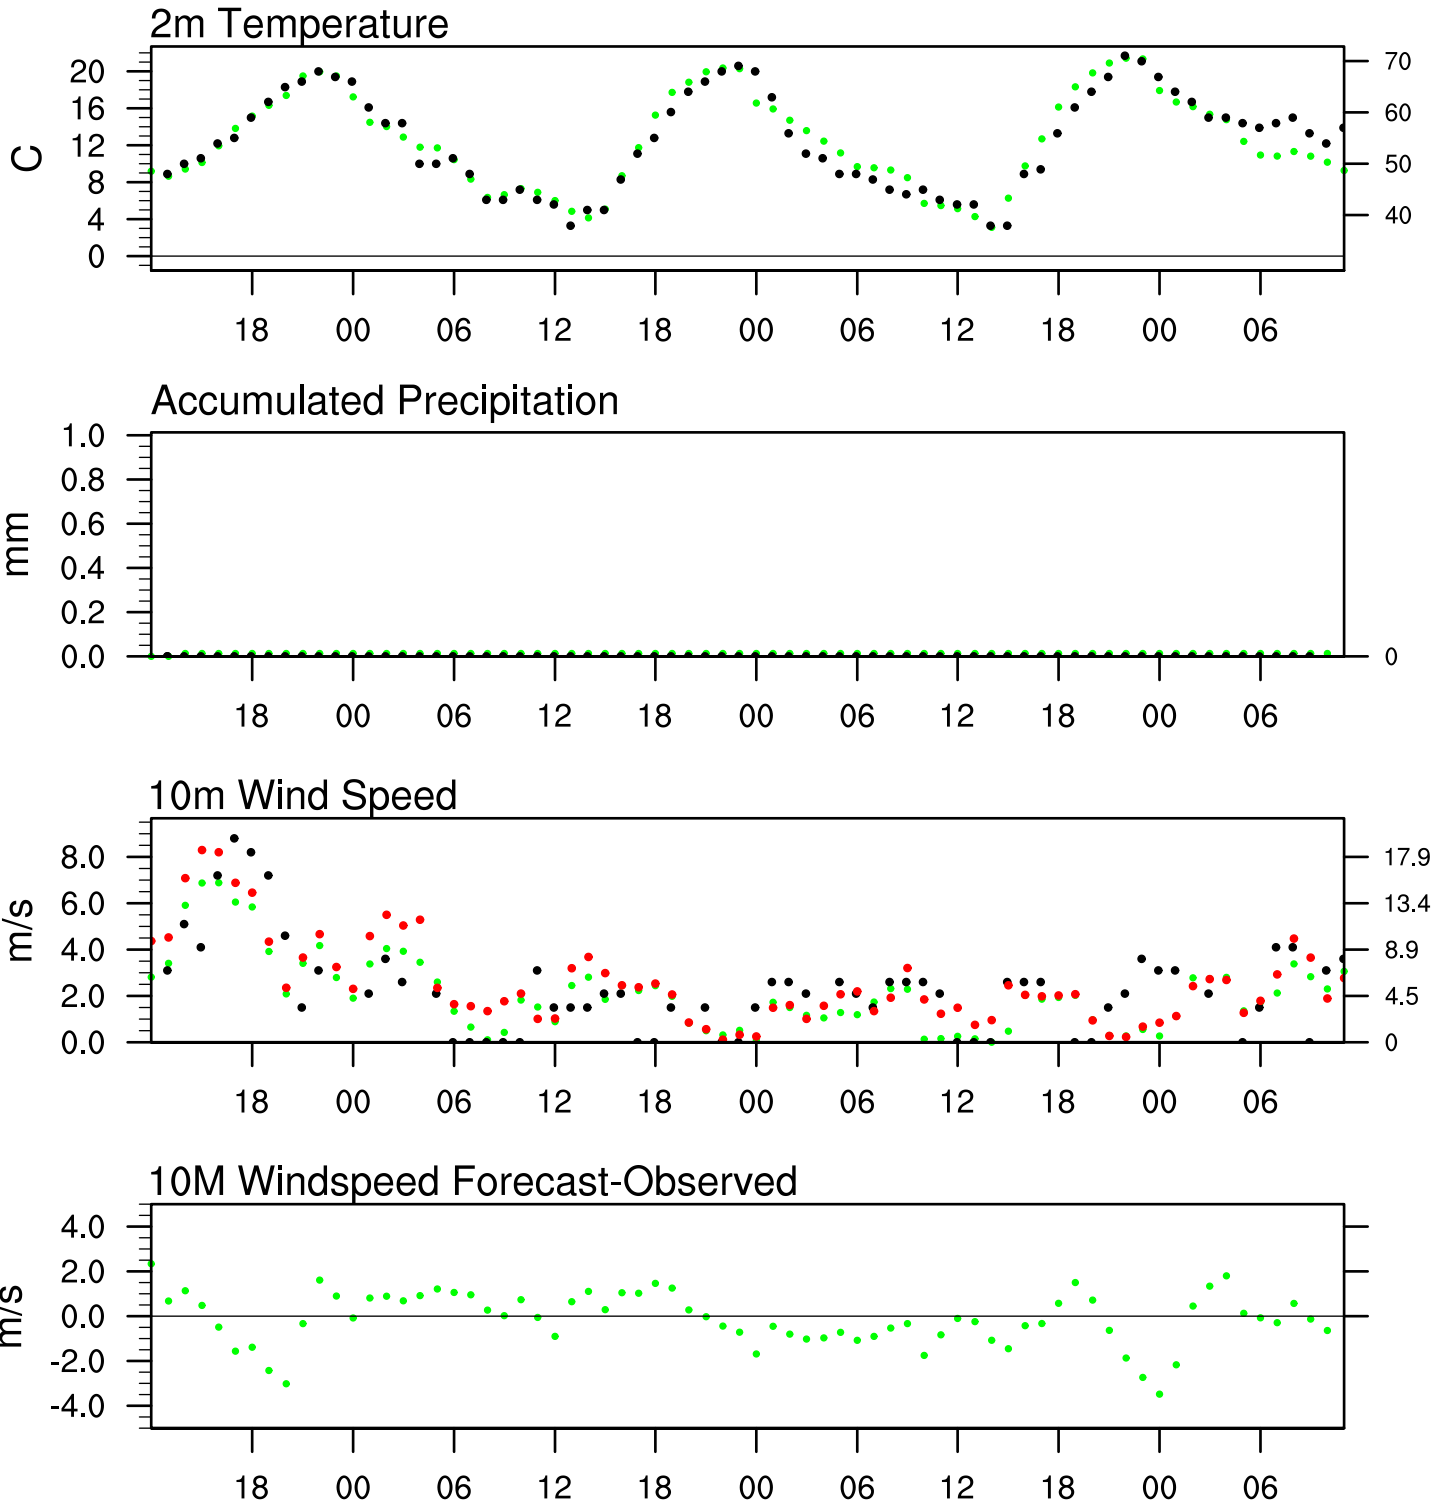 2m Temperature
20
16
12
8
4
0
C
70
60
50
40
18 00 06 12 18 00 06 12 18 00 06
Accumulated Precipitation
1.0
0.8
0.6
0.4
0.2
0.0
mm
0
18 00 06 12 18 00 06 12 18 00 06
10m Wind Speed
8.0
6.0
4.0
2.0
0.0
m/s
17.9
13.4
8.9
4.5
0
18 00 06 12 18 00 06 12 18 00 06
10M Windspeed Forecast-Observed
4.0
2.0
0.0
-2.0
-4.0
m/s
18 00 06 12 18 00 06 12 18 00 06